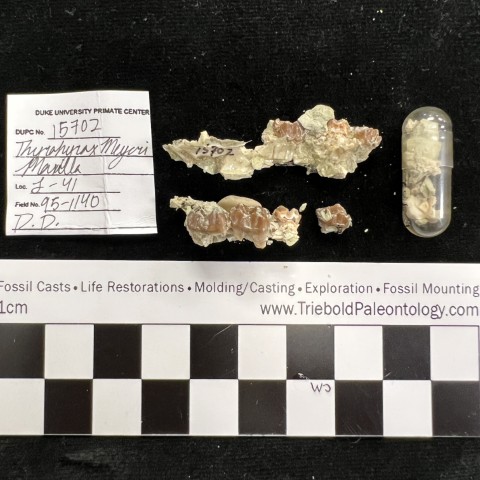 DUKE UNIVERSITY PRIMATE CENTER
DUPC No. 15702
Thyrohyrax Meyeri
Maxilla
Loc. L-41
Field No. 95-1140
D.D.
15702
Fossil Casts • Life Restorations • Molding/Casting • Exploration • Fossil Mounting
1cm
www.TrieboldPaleontology.com